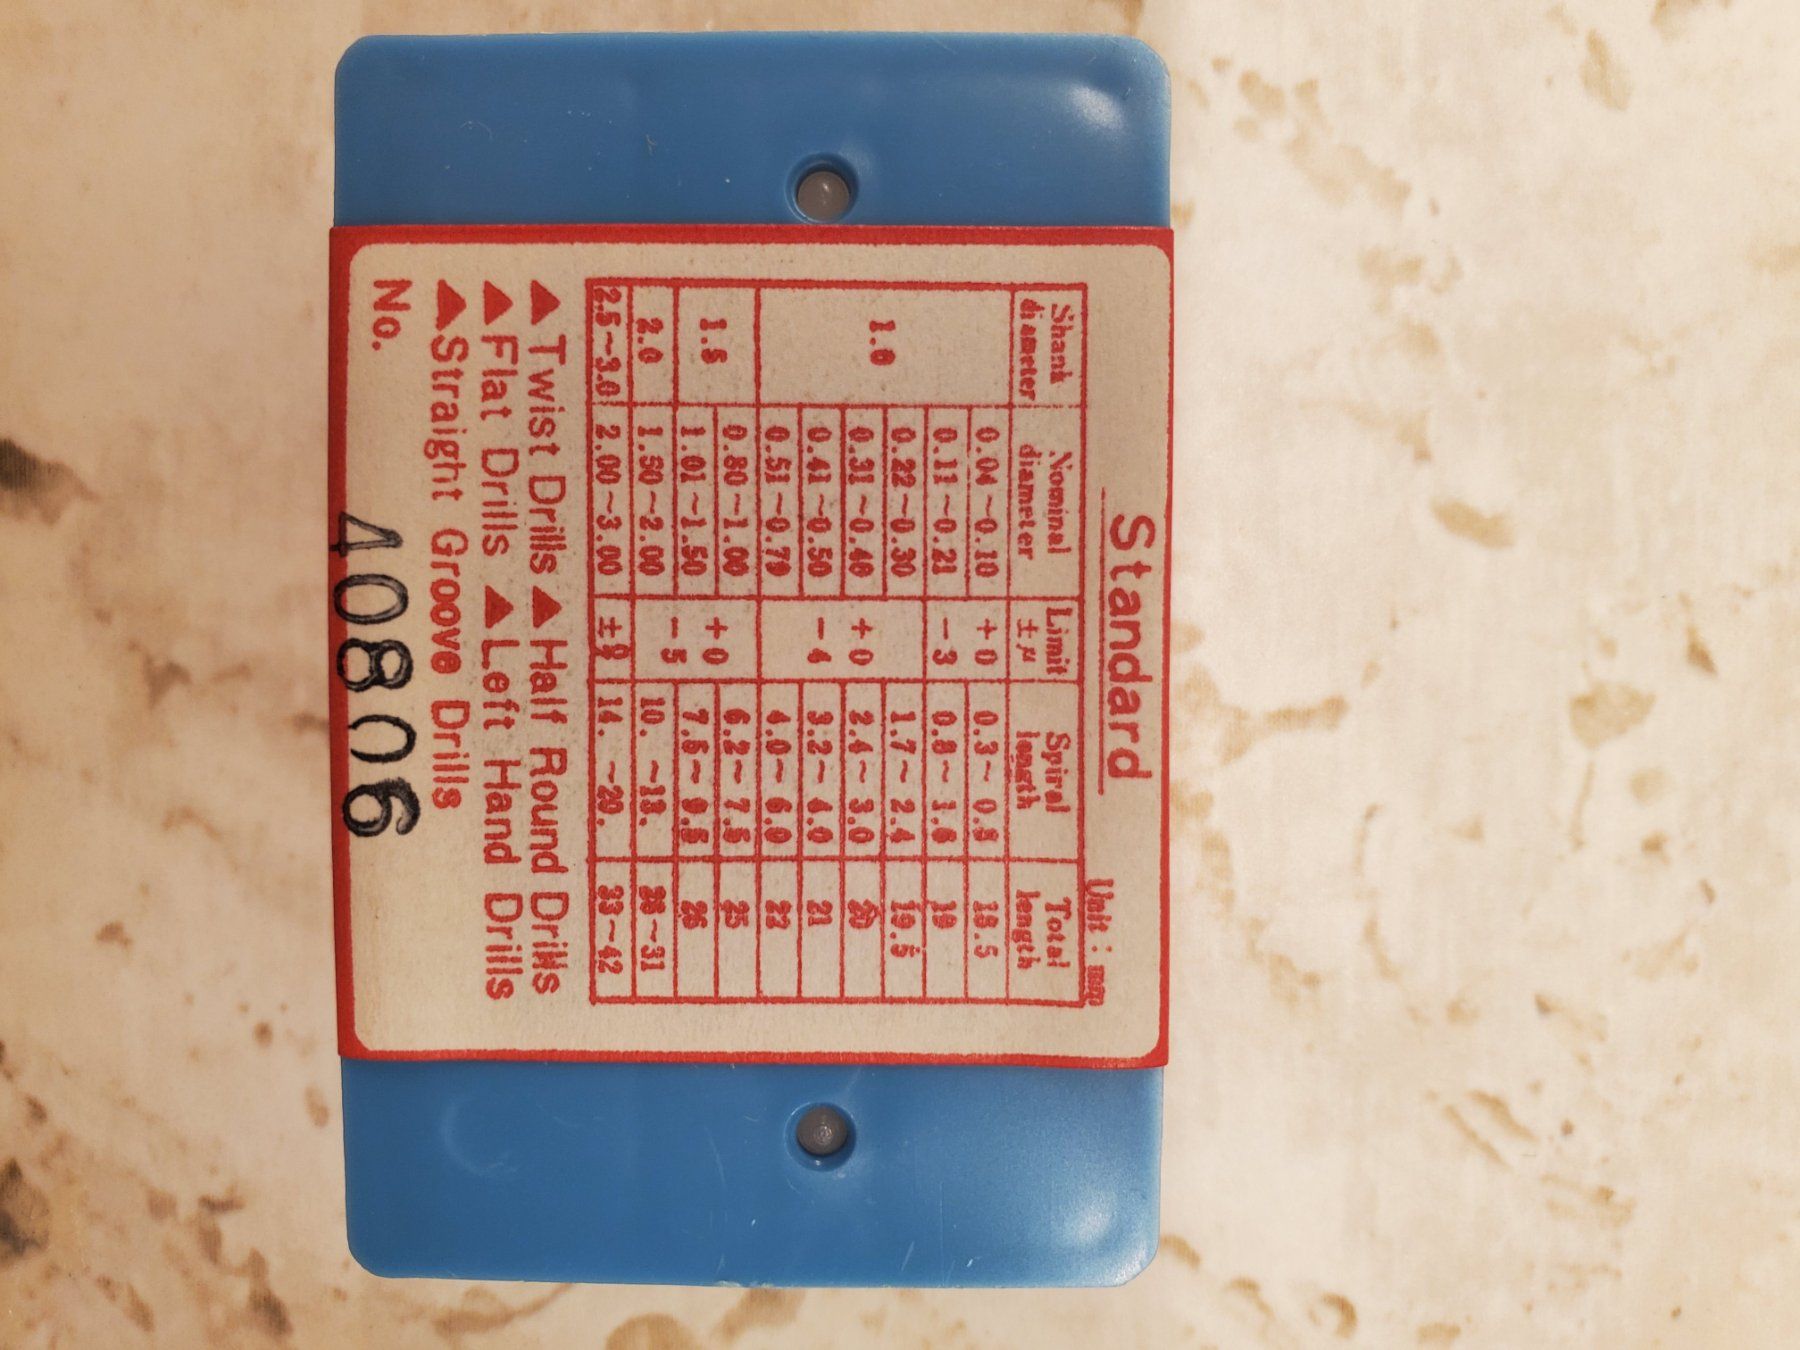 Standard
Unit : mm
Shank diameter Nominal diameter Limit ±μ Spiral length Total length
1.0 0.04~0.10 +0 -3 0.3~ 0.8 18.5
0.11~0.21 0.8~ 1.6 19
0.22~0.30 +0 -4 1.7~ 2.4 19.5
0.31~0.40 2.4~ 3.0 20
0.41~0.50 3.2~ 4.0 21
0.51~0.79 4.0~ 6.0 22
1.5 0.80~1.00 +0 -5 6.2~ 7.5 25
1.01~1.50 7.5~ 9.5 26
2.0 1.50~2.00 10. ~13. ~31
2.5~3.0 2.00~3.00 14. ~20. 33~42
▲Twist Drills ▲Half Round Drills
▲Flat Drills ▲Left Hand Drills
▲Straight Groove Drills
No. 40806